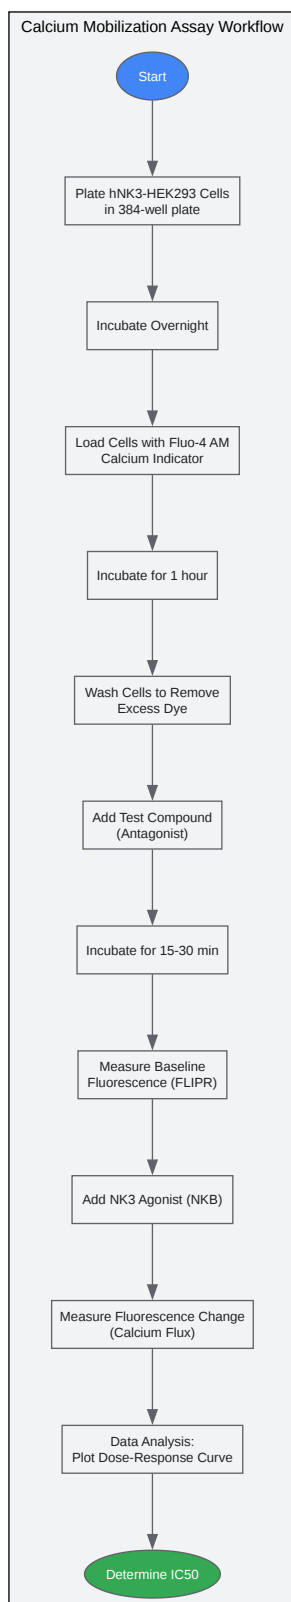 Calcium Mobilization Assay Workflow
Start
Plate hNK3-HEK293 Cells
in 384-well plate
Incubate Overnight
Load Cells with Fluo-4 AM
Calcium Indicator
Incubate for 1 hour
Wash Cells to Remove
Excess Dye
Add Test Compound
(Antagonist)
Incubate for 15-30 min
Measure Baseline
Fluorescence (FLIPR)
Add NK3 Agonist (NKB)
Measure Fluorescence Change
(Calcium Flux)
Data Analysis:
Plot Dose-Response Curve
Determine IC50